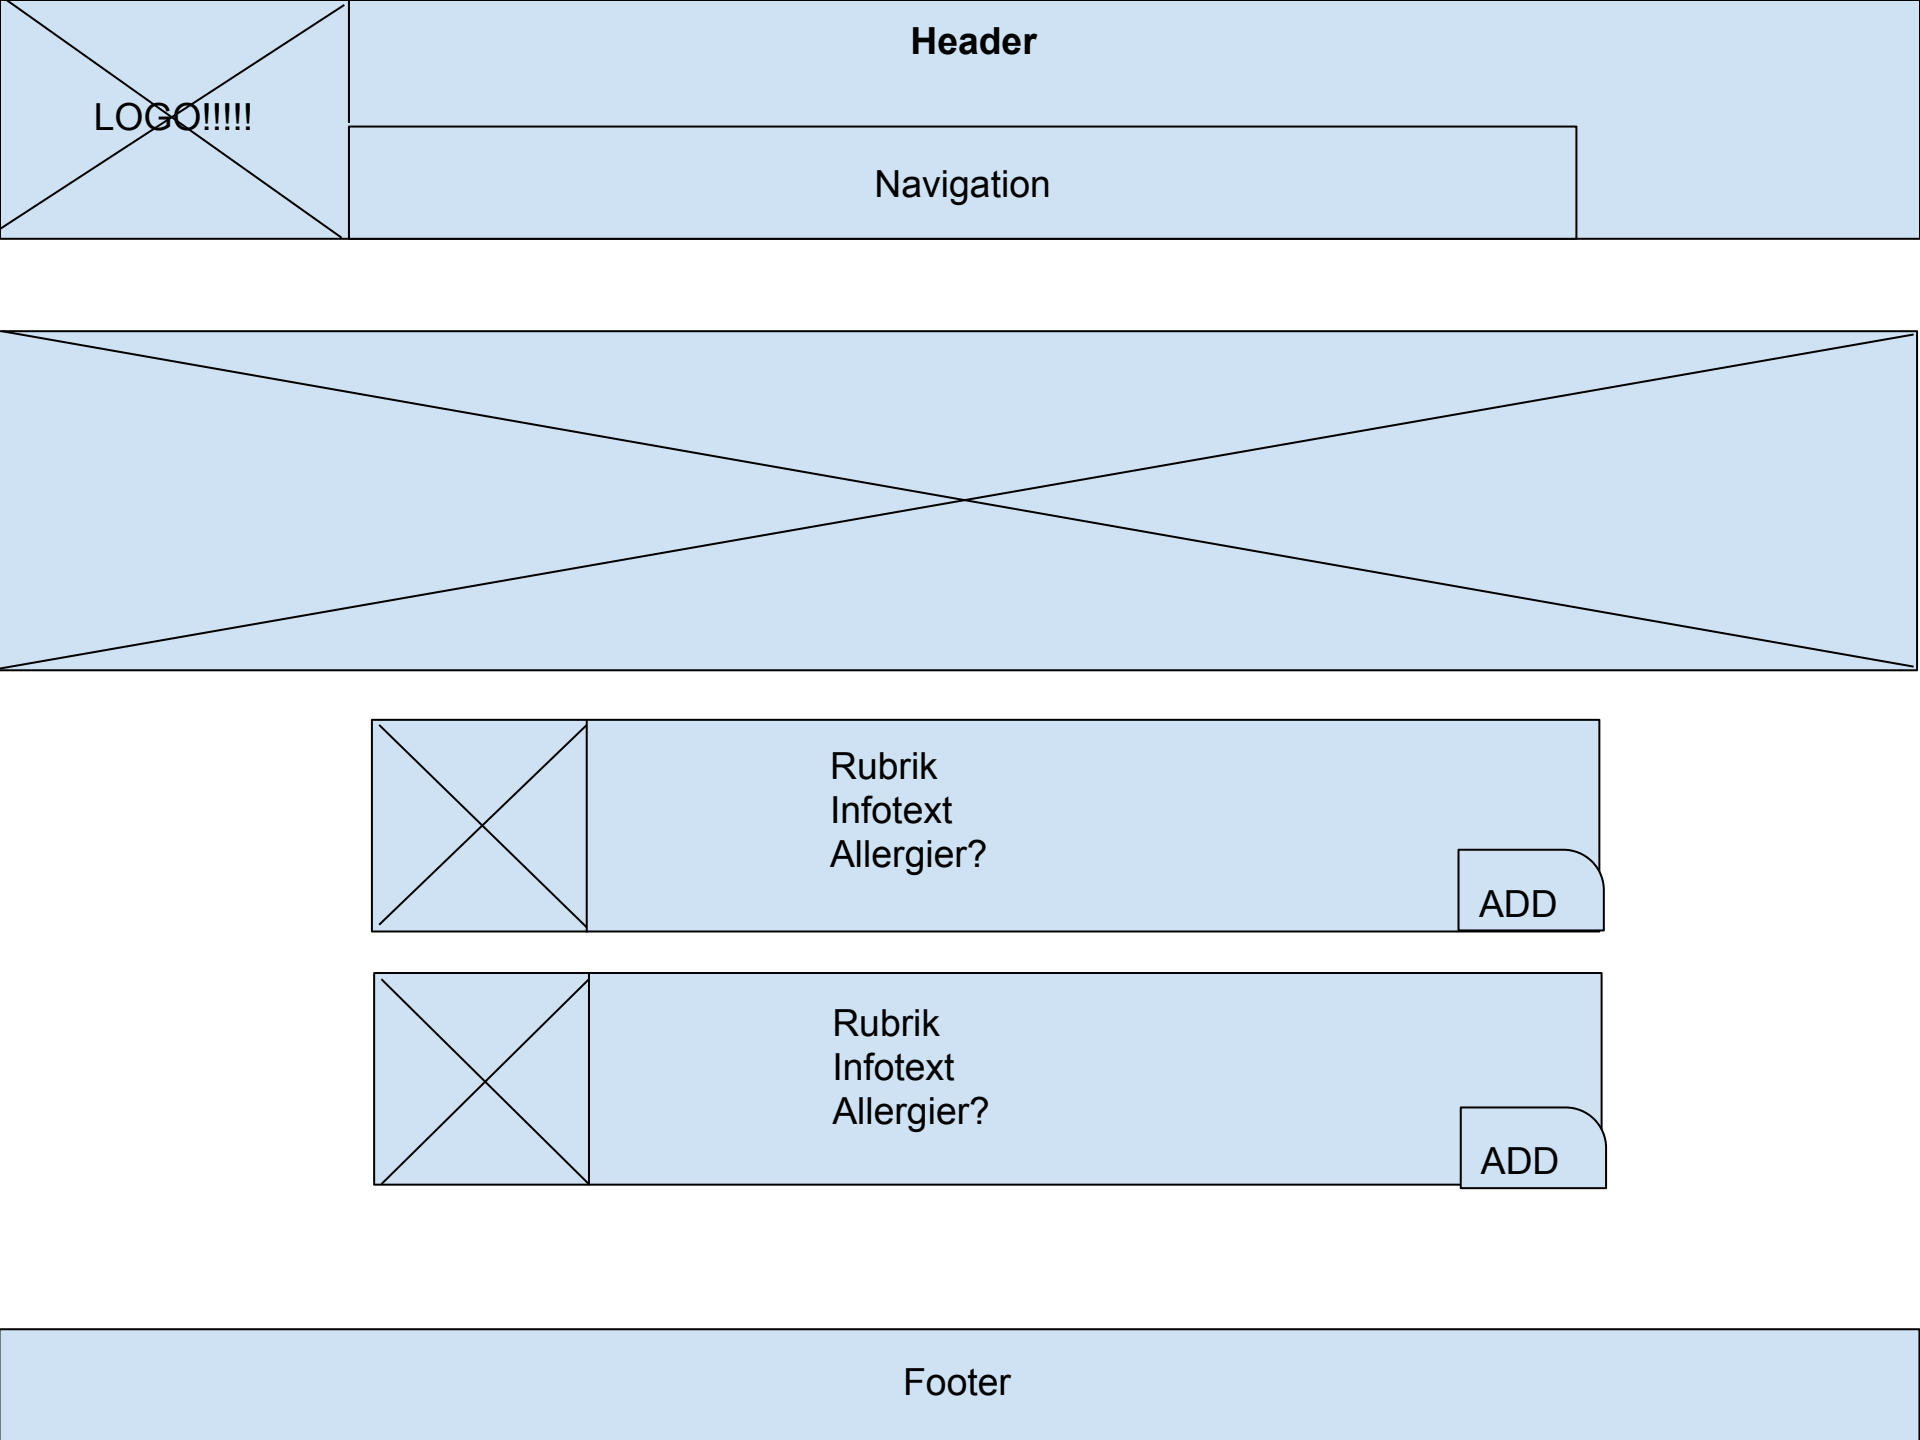 Header
LOGO!!!!!
Navigation
Rubrik
Infotext
Allergier?
ADD
Rubrik
Infotext
Allergier?
ADD
Footer